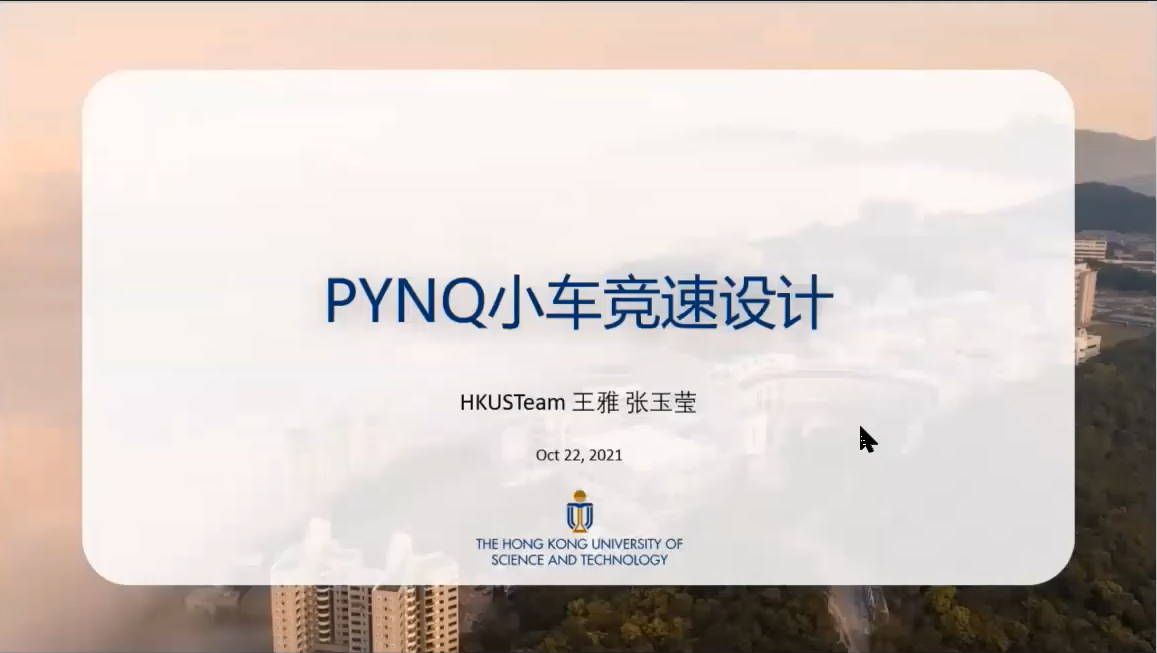 PYNQ小车竞速设计
HKUSTeam 王雅 张玉莹
Oct 22, 2021
THE HONG KONG UNIVERSITY OF
SCIENCE AND TECHNOLOGY